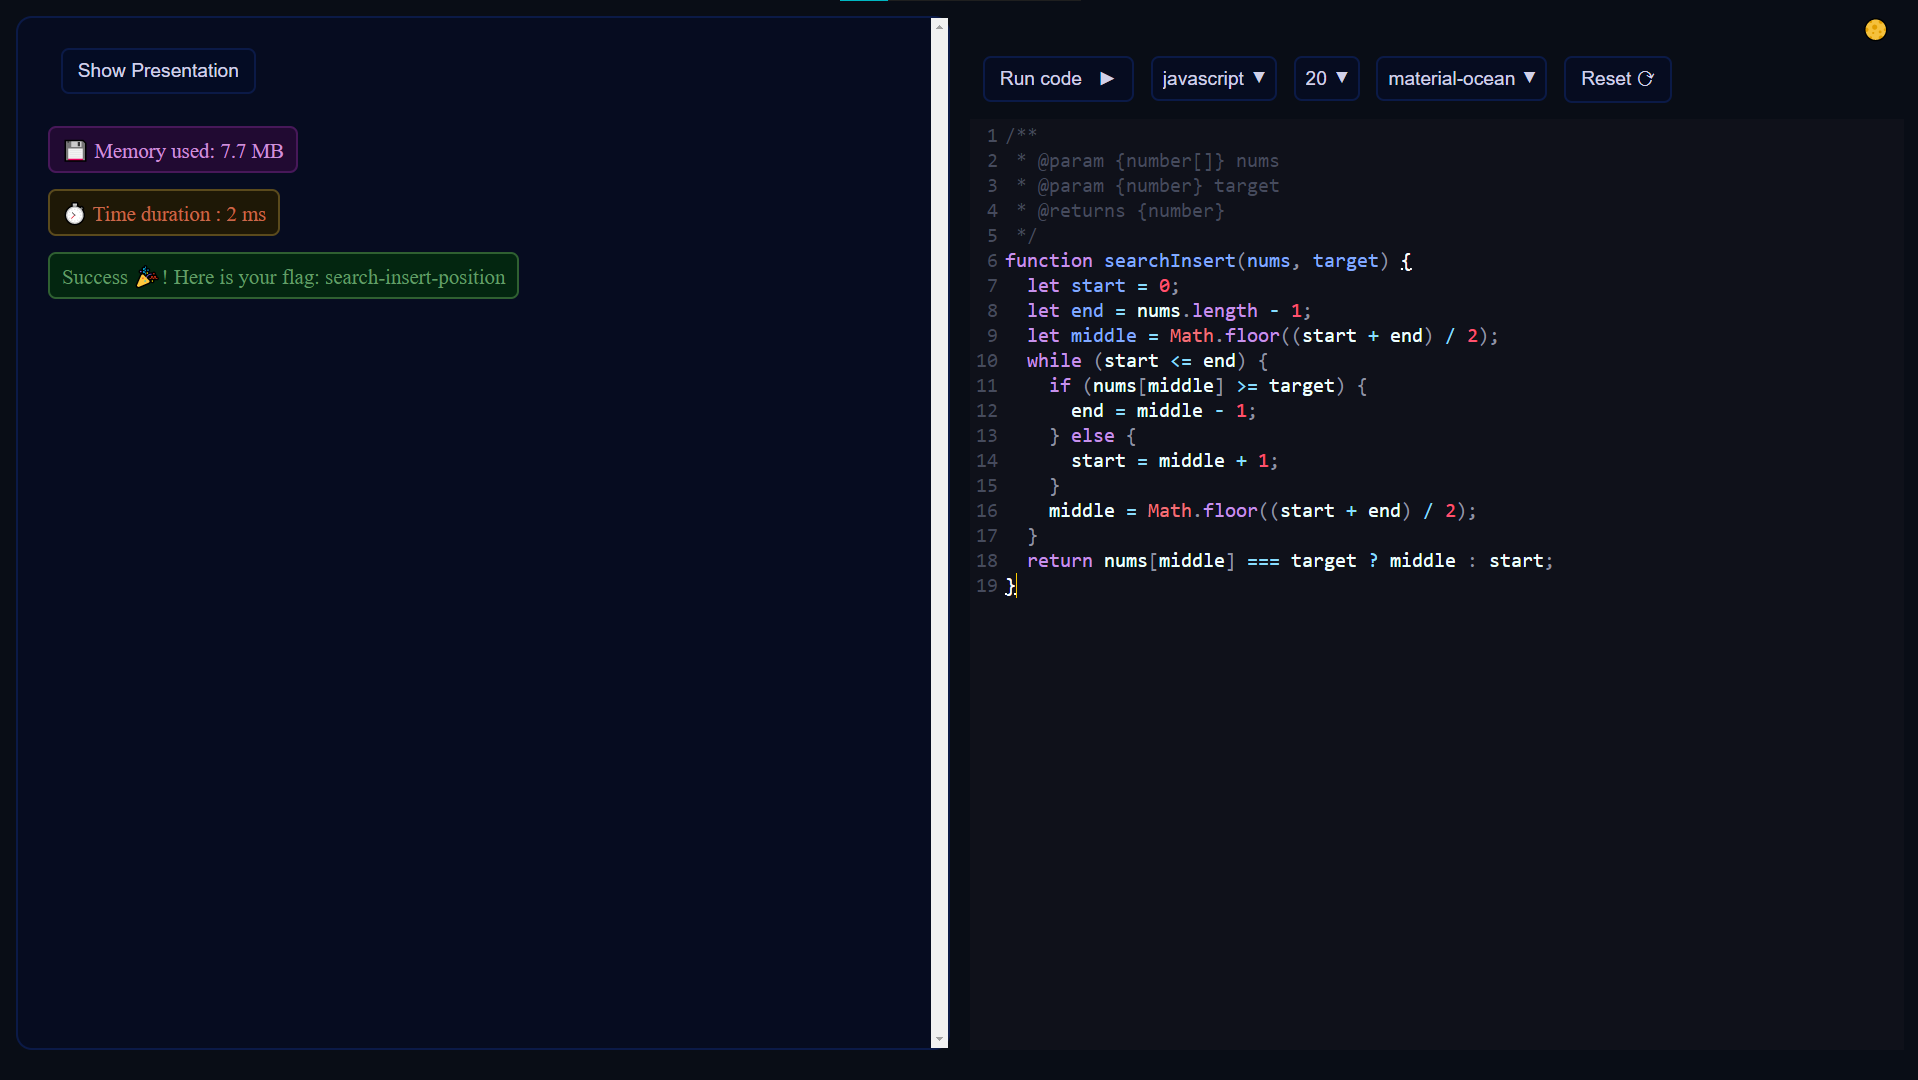 Show Presentation
💾 Memory used: 7.7 MB
⏱ Time duration : 2 ms
Success 🎉 ! Here is your flag: search-insert-position
Run code ▶ javascript ▼ 20 ▼ material-ocean ▼ Reset ⟳
1 /**
2  * @param {number[]} nums
3  * @param {number} target
4  * @returns {number}
5  */
6 function searchInsert(nums, target) {
7   let start = 0;
8   let end = nums.length - 1;
9   let middle = Math.floor((start + end) / 2);
10   while (start <= end) {
11     if (nums[middle] >= target) {
12       end = middle - 1;
13     } else {
14       start = middle + 1;
15     }
16     middle = Math.floor((start + end) / 2);
17   }
18   return nums[middle] === target ? middle : start;
19 }